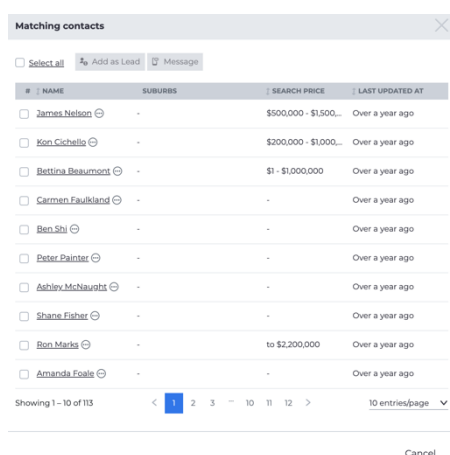 Matching contacts
Select all Add as Lead Message
# NAME SUBURBS SEARCH PRICE LAST UPDATED AT
James Nelson - $500,000 - $1,500,... Over a year ago
Kon Cichello - $200,000 - $1,000,... Over a year ago
Bettina Beaumont - $1 - $1,000,000 Over a year ago
Carmen Faulkland - - Over a year ago
Ben Shi - - Over a year ago
Peter Painter - - Over a year ago
Ashley McNaught - - Over a year ago
Shane Fisher - - Over a year ago
Ron Marks - to $2,200,000 Over a year ago
Amanda Foale - - Over a year ago
Showing 1 – 10 of 113 < 1 2 3 ... 10 11 12 > 10 entries/page
Cancel